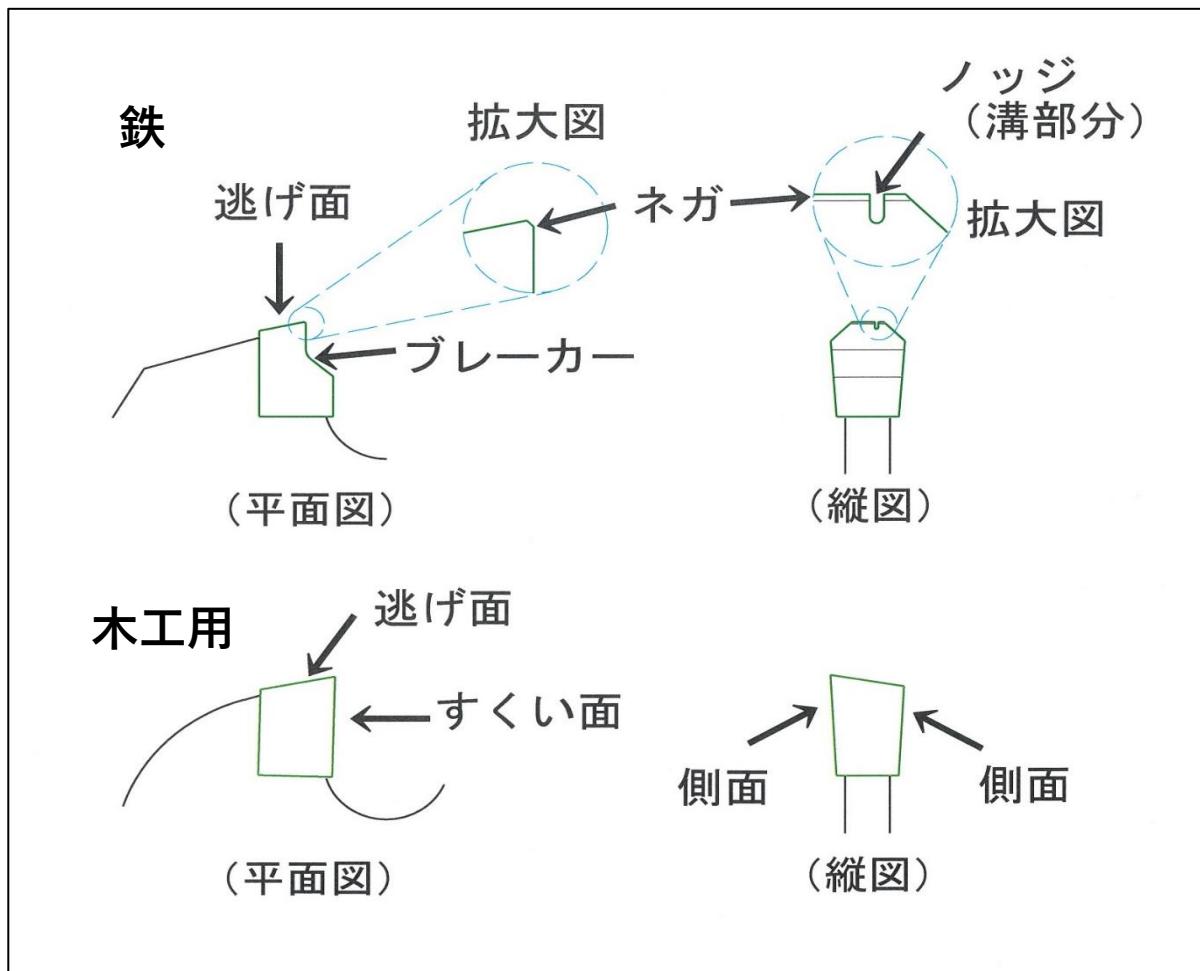 鉄
拡大図
ノッジ
（溝部分）
逃げ面
ネガ
拡大図
ブレーカー
（平面図）
（縦図）
木工用
逃げ面
すくい面
側面
側面
（平面図）
（縦図）